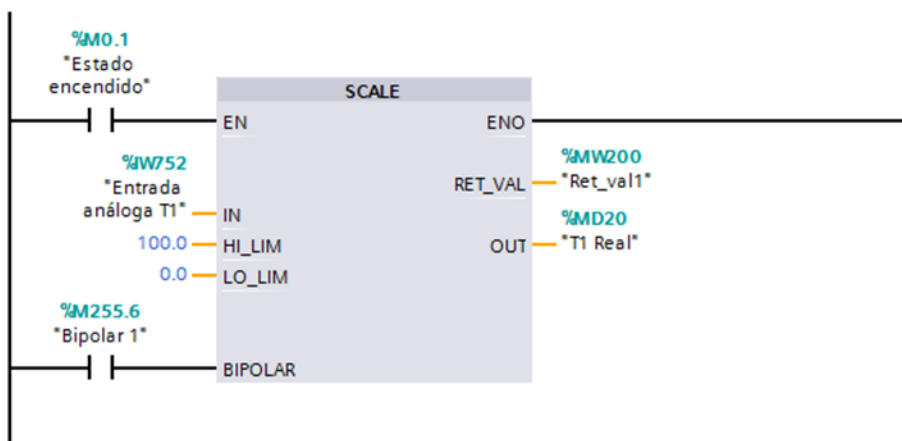 %M0.1
"Estado
encendido"
SCALE
EN
ENO
%IW752
"Entrada
análoga T1"
IN
RET_VAL
%MW200
"Ret_val1"
100.0
HI_LIM
OUT
%MD20
"T1 Real"
0.0
LO_LIM
%M255.6
"Bipolar 1"
BIPOLAR